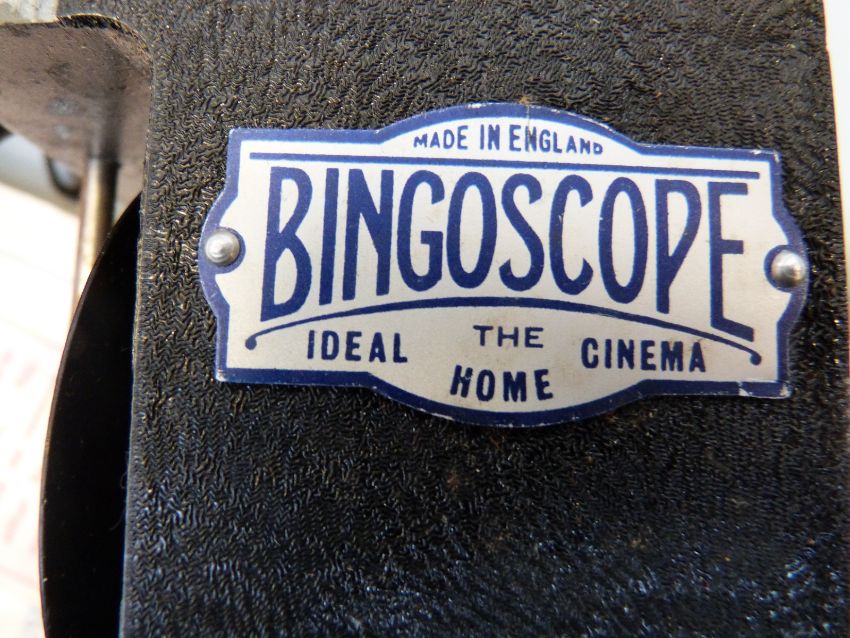 MADE IN ENGLAND
BINGOSCOPE
THE
IDEAL HOME CINEMA